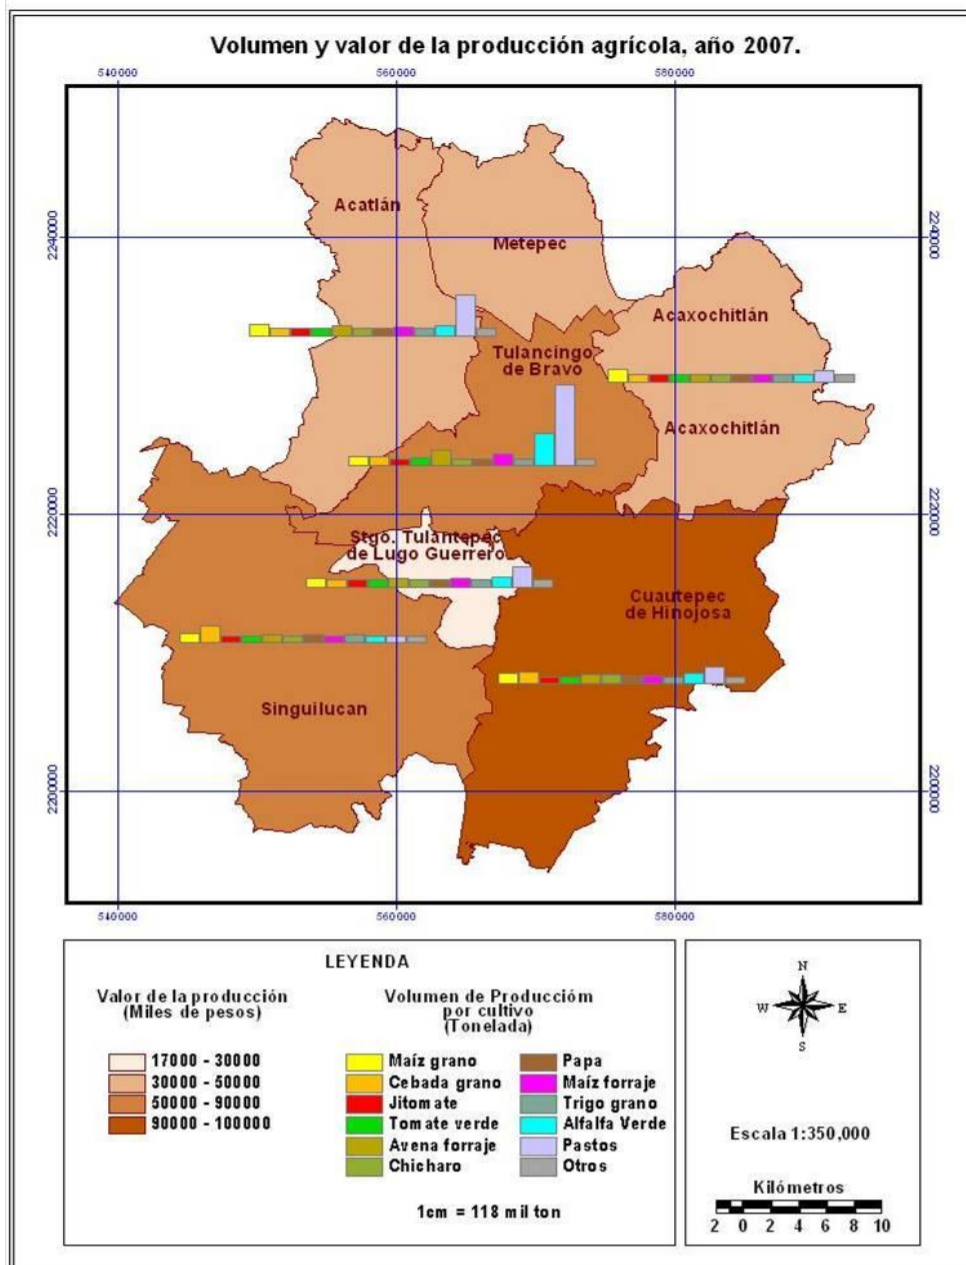 Volumen y valor de la producción agrícola, año 2007.
540000 560000 580000
Acatlán
2240000 2240000
Metepec
Acaxochitlán
Tulancingo
de Bravo
Acaxochitlán
2220000 2220000
Stgo. Tulantepec
de Lugo Guerrero
Cuautepec
de Hinojosa
Singuilucan
2200000 2200000
540000 560000 580000
LEYENDA
Valor de la producción
(Miles de pesos)
17000 - 30000
30000 - 50000
50000 - 90000
90000 - 100000
Volumen de Produccióm
por cultivo
(Tonelada)
Maíz grano
Cebada grano
Jitomate
Tomate verde
Avena forraje
Chicharo
Papa
Maíz forraje
Trigo grano
Alfalfa Verde
Pastos
Otros
1cm = 118 mil ton
N
W E
S
Escala 1:350,000
Kilómetros
2 0 2 4 6 8 10